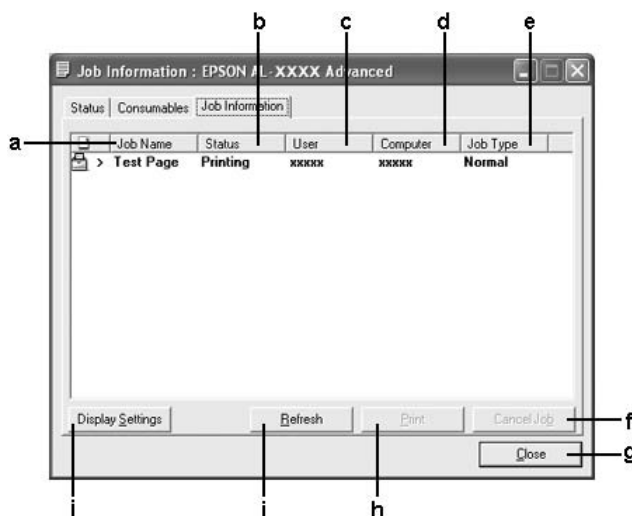 b c d e
Job Information : EPSON AL-XXXX Advanced
Status Consumables Job Information
a
Job Name Status User Computer Job Type
> Test Page Printing xxxxx xxxxx Normal
Display Settings Refresh Print Cancel Job
f
Close
g
j i h